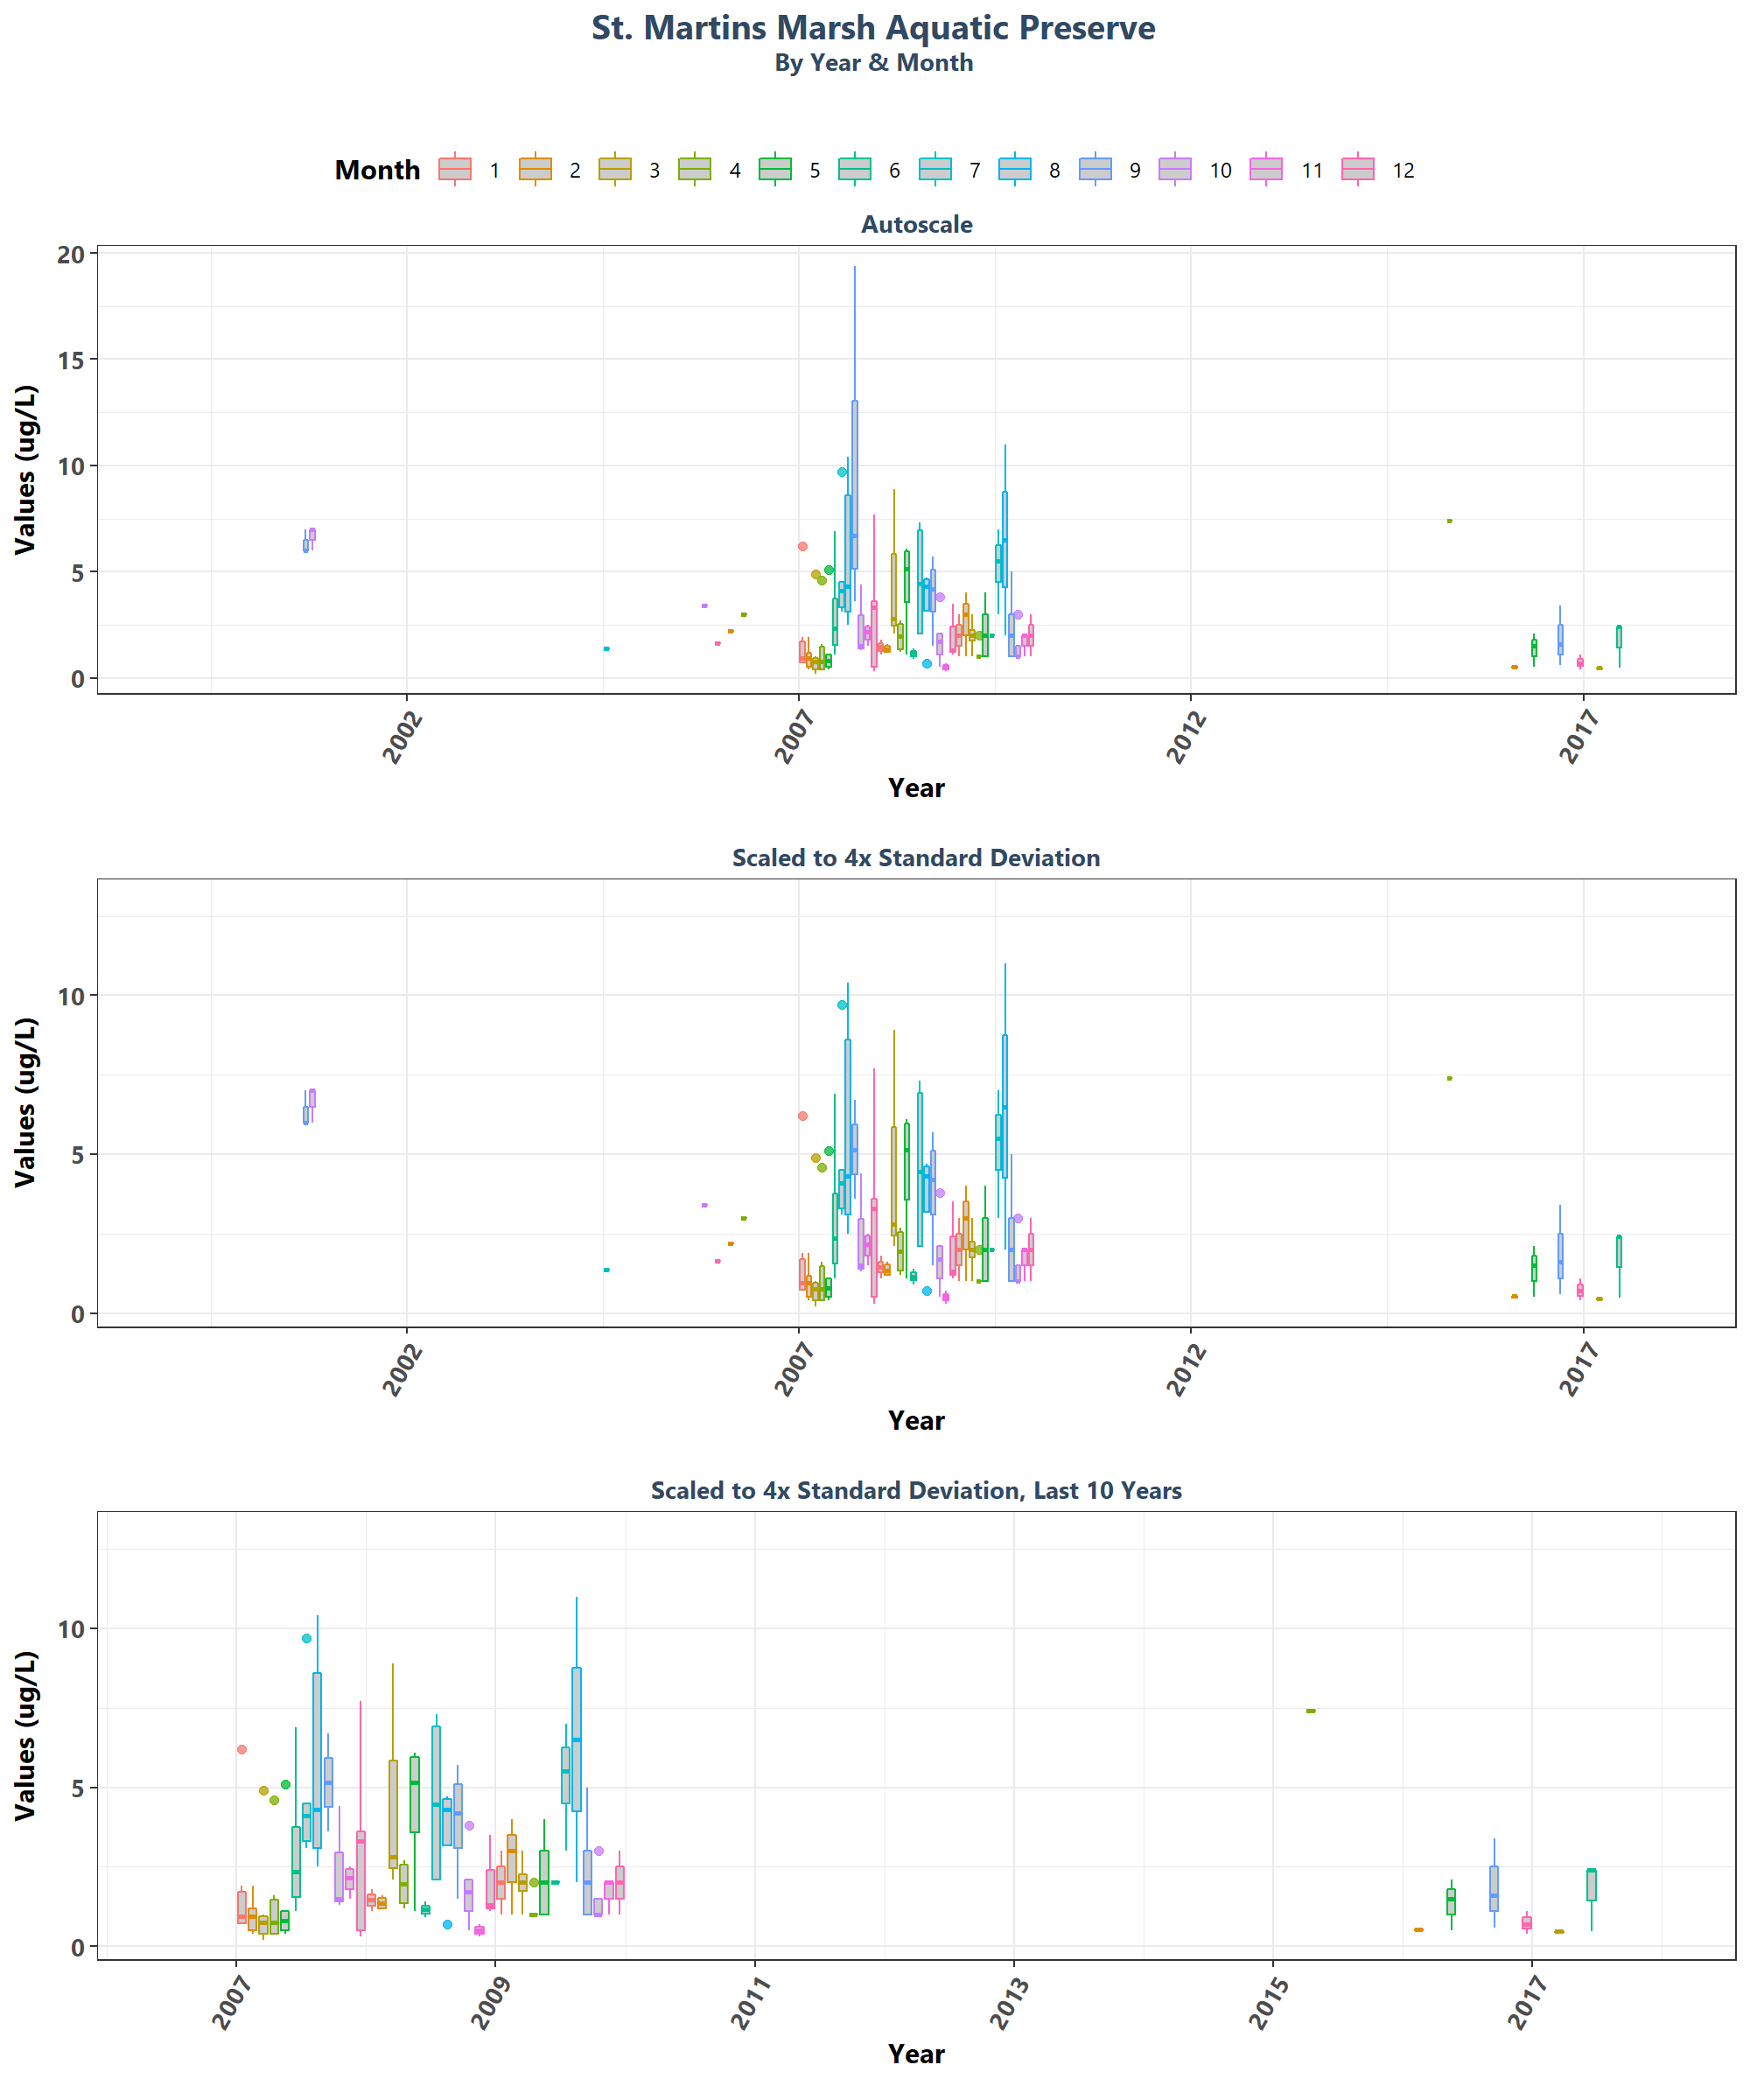 St. Martins Marsh Aquatic Preserve
By Year & Month
Month 1 2 3 4 5 6 7 8 9 10 11 12
Autoscale
Values (ug/L)
20
15
10
5
0
2002 2007 2012 2017
Year
Scaled to 4x Standard Deviation
Values (ug/L)
10
5
0
2002 2007 2012 2017
Year
Scaled to 4x Standard Deviation, Last 10 Years
Values (ug/L)
10
5
0
2007 2009 2011 2013 2015 2017
Year